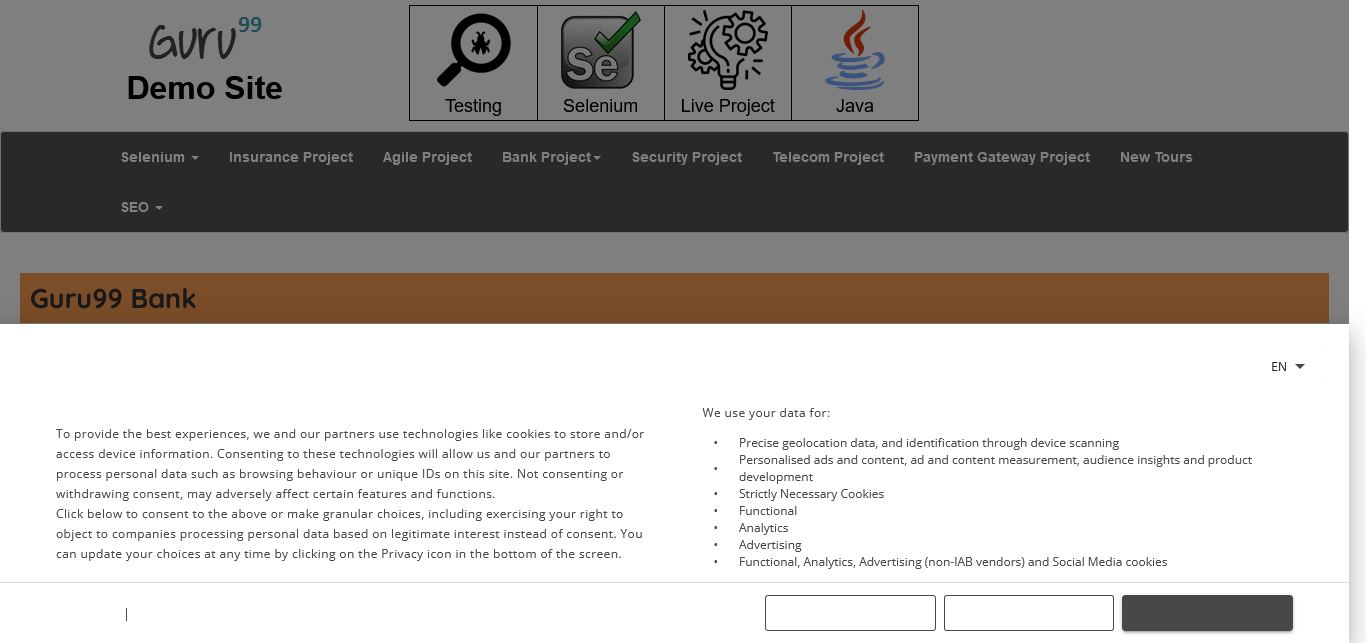 Guru99
Demo Site
Testing
Se
Selenium
Live Project
Java
Selenium
Insurance Project
Agile Project
Bank Project
Security Project
Telecom Project
Payment Gateway Project
New Tours
SEO
Guru99 Bank
EN
To provide the best experiences, we and our partners use technologies like cookies to store and/or
access device information. Consenting to these technologies will allow us and our partners to
process personal data such as browsing behaviour or unique IDs on this site. Not consenting or
withdrawing consent, may adversely affect certain features and functions.
Click below to consent to the above or make granular choices, including exercising your right to
object to companies processing personal data based on legitimate interest instead of consent. You
can update your choices at any time by clicking on the Privacy icon in the bottom of the screen.
We use your data for:
• Precise geolocation data, and identification through device scanning
• Personalised ads and content, ad and content measurement, audience insights and product
development
• Strictly Necessary Cookies
• Functional
• Analytics
• Advertising
• Functional, Analytics, Advertising (non-IAB vendors) and Social Media cookies
|